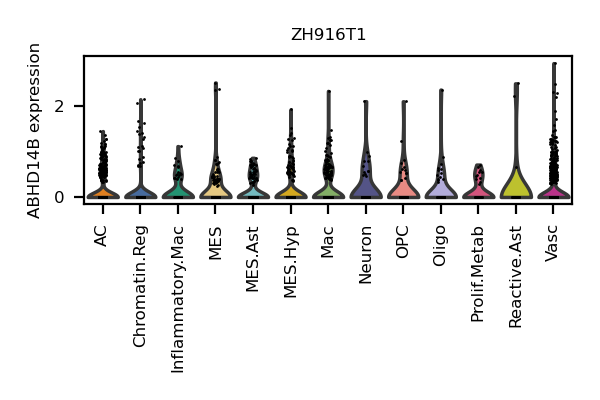 ZH916T1
ABHD14B expression
2
0
AC
Chromatin.Reg
Inflammatory.Mac
MES
MES.Ast
MES.Hyp
Mac
Neuron
OPC
Oligo
Prolif.Metab
Reactive.Ast
Vasc